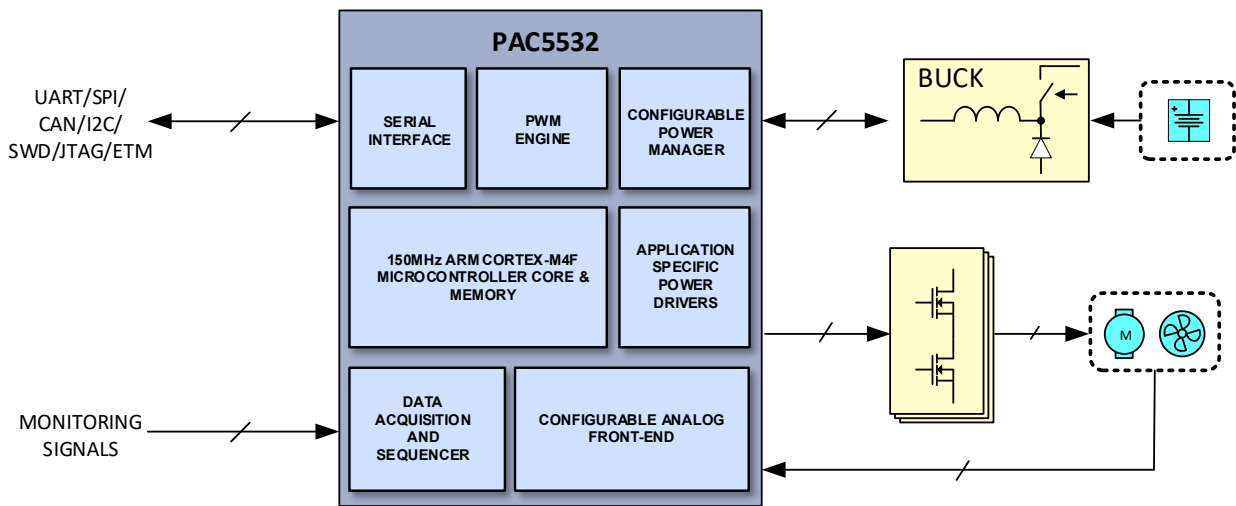 PAC5532
UART/SPI/
CAN/I2C/
SWD/JTAG/ETM
SERIAL
INTERFACE
PWM
ENGINE
CONFIGURABLE
POWER
MANAGER
BUCK
+
150MHz ARM CORTEX-M4F
MICROCONTROLLER CORE &
MEMORY
APPLICATION
SPECIFIC
POWER
DRIVERS
M
MONITORING
SIGNALS
DATA
ACQUISITION
AND
SEQUENCER
CONFIGURABLE ANALOG
FRONT-END